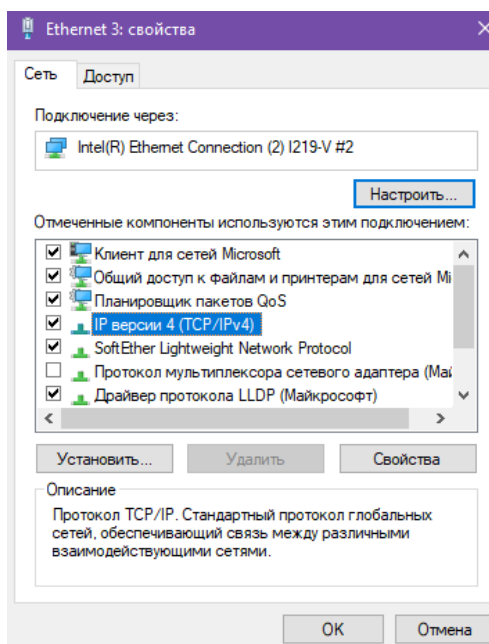 Ethernet 3: свойства
Сеть Доступ
Подключение через:
Intel(R) Ethernet Connection (2) I219-V #2
Настроить...
Отмеченные компоненты используются этим подключением:
Клиент для сетей Microsoft
Общий доступ к файлам и принтерам для сетей Mi
Планировщик пакетов QoS
IP версии 4 (TCP/IPv4)
SoftEther Lightweight Network Protocol
Протокол мультиплексора сетевого адаптера (Май
Драйвер протокола LLDP (Майкрософт)
Установить... Удалить Свойства
Описание
Протокол TCP/IP. Стандартный протокол глобальных
сетей, обеспечивающий связь между различными
взаимодействующими сетями.
OK Отмена